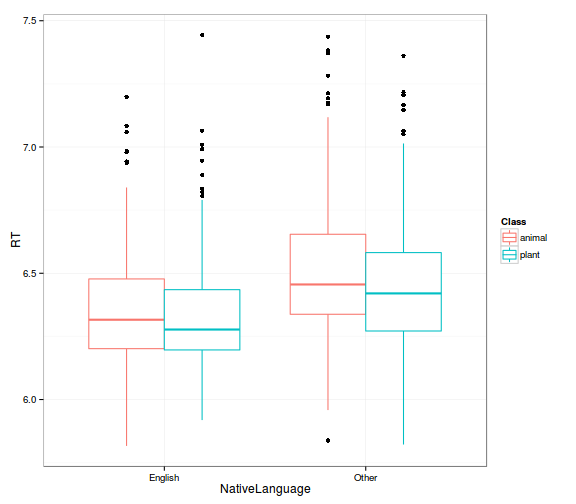 7.5
7.0
6.5
6.0
RT
English
Other
NativeLanguage
Class
animal
plant